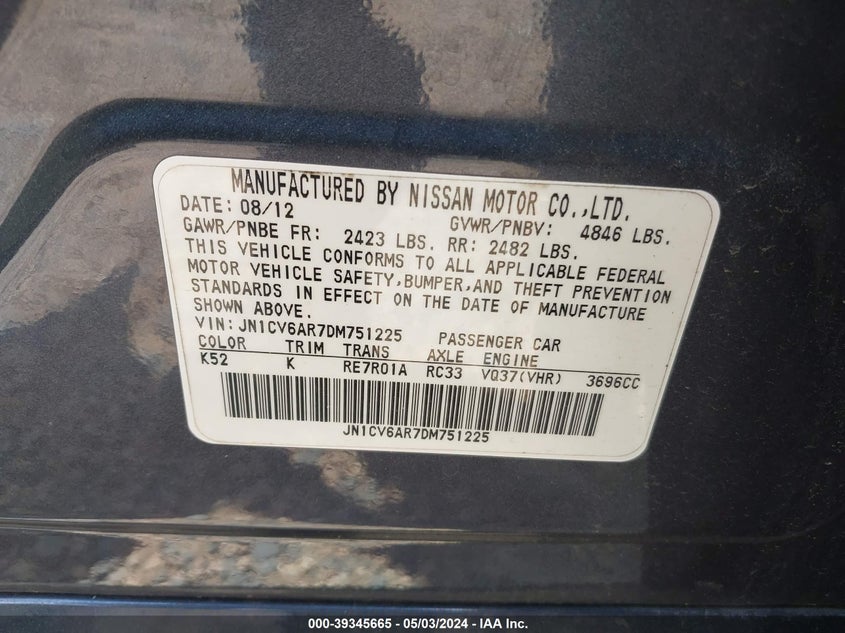 MANUFACTURED BY NISSAN MOTOR CO.,LTD.
DATE: 08/12 GVWR/PNBV: 4846 LBS.
GAWR/PNBE FR: 2423 LBS. RR: 2482 LBS.
THIS VEHICLE CONFORMS TO ALL APPLICABLE FEDERAL
MOTOR VEHICLE SAFETY,BUMPER,AND THEFT PREVENTION
STANDARDS IN EFFECT ON THE DATE OF MANUFACTURE
SHOWN ABOVE.
VIN:JN1CV6AR7DM751225 PASSENGER CAR
COLOR TRIM TRANS AXLE ENGINE
K52 K RE7R01A RC33 VQ37(VHR) 3696CC
JN1CV6AR7DM751225
000-39345665 - 05/03/2024 - IAA Inc.